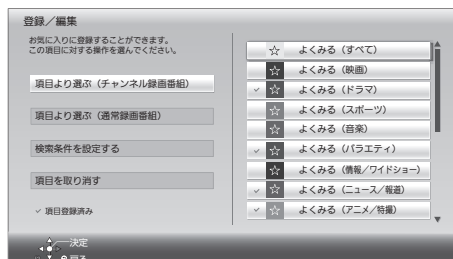 登録／編集
お気に入りに登録することができます。
この項目に対する操作を選んでください。
項目より選ぶ（チャンネル録画番組）
項目より選ぶ（通常録画番組）
検索条件を設定する
項目を取り消す
✓ 項目登録済み
☆ よくみる（すべて）
☆ よくみる（映画）
✓ ☆ よくみる（ドラマ）
☆ よくみる（スポーツ）
☆ よくみる（音楽）
✓ ☆ よくみる（バラエティ）
☆ よくみる（情報／ワイドショー）
✓ ☆ よくみる（ニュース／報道）
✓ ☆ よくみる（アニメ／特撮）
決定
戻る